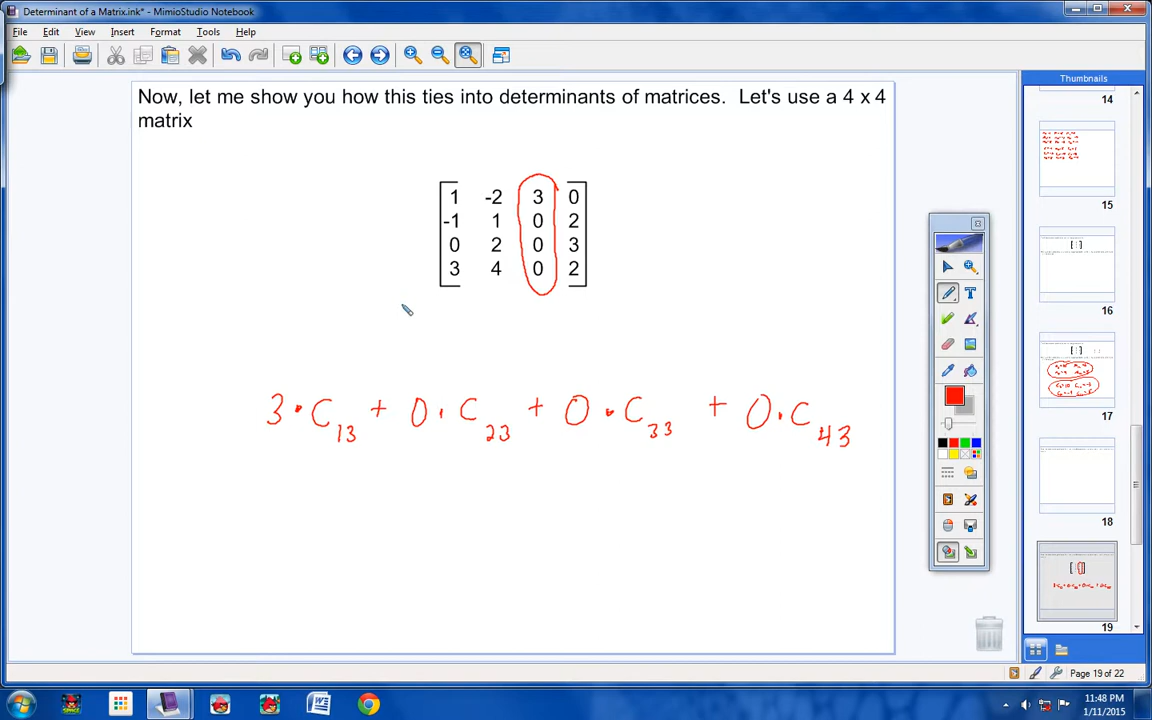 Determinant of a Matrix.ink* - MimioStudio Notebook
File Edit View Insert Format Tools Help
Now, let me show you how this ties into determinants of matrices. Let's use a 4 x 4
matrix
1 -2 3 0
-1 1 0 2
0 2 0 3
3 4 0 2
3 · C13 + 0 · C23 + 0 · C33 + 0 · C43
T
Thumbnails
14
15
16
17
18
19
Page 19 of 22
11:48 PM
1/11/2015